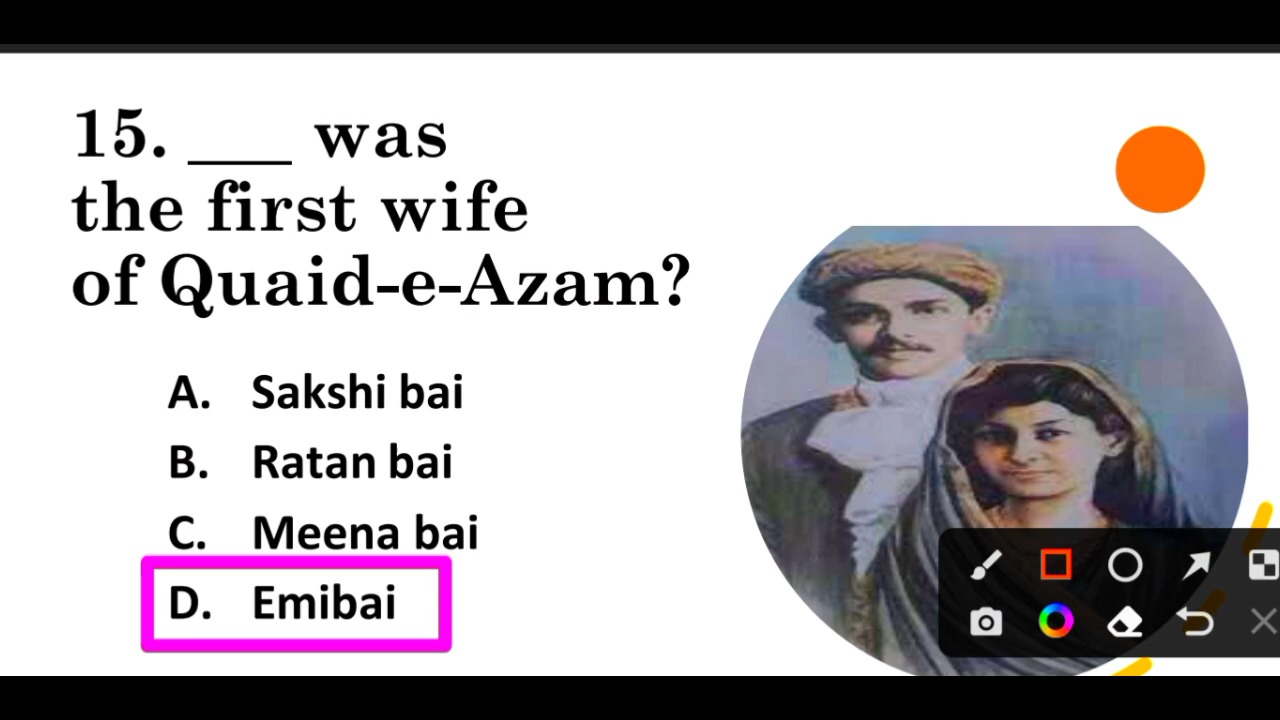 15. ___ was
the first wife
of Quaid-e-Azam?
A. Sakshi bai
B. Ratan bai
C. Meena bai
D. Emibai